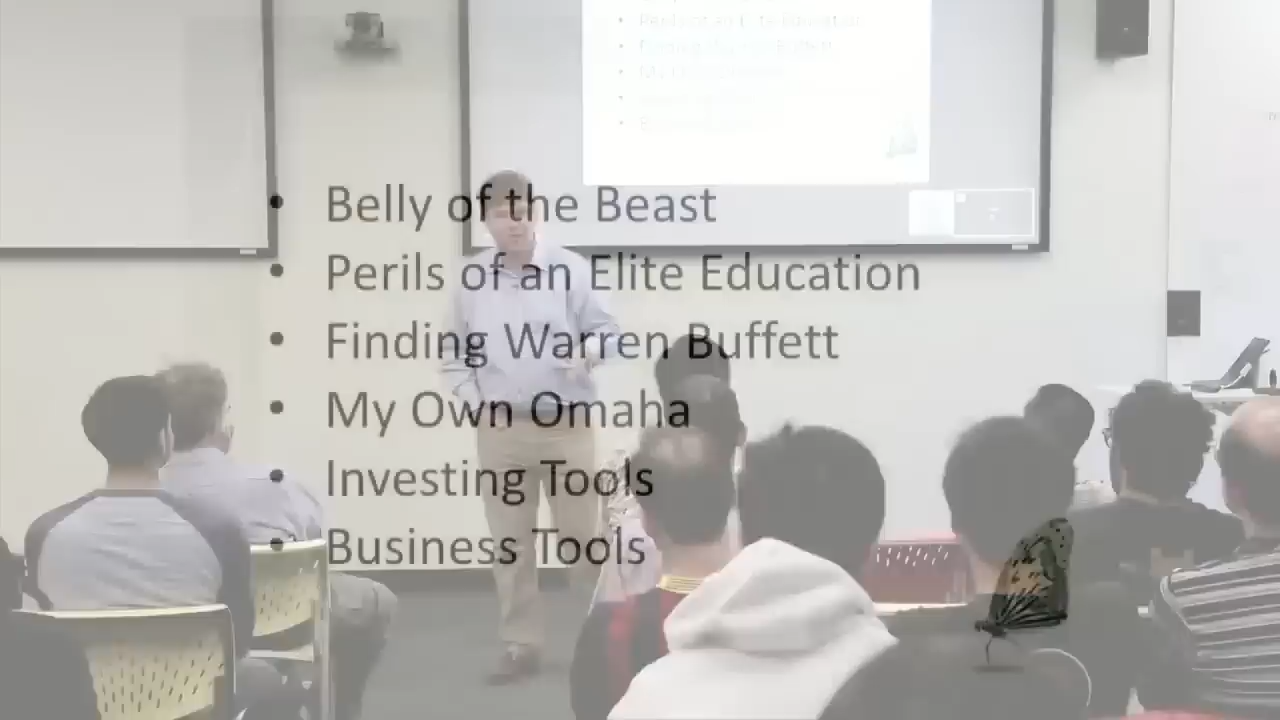 • Belly of the Beast
• Perils of an Elite Education
• Finding Warren Buffett
• My Own Omaha
• Investing Tools
• Business Tools